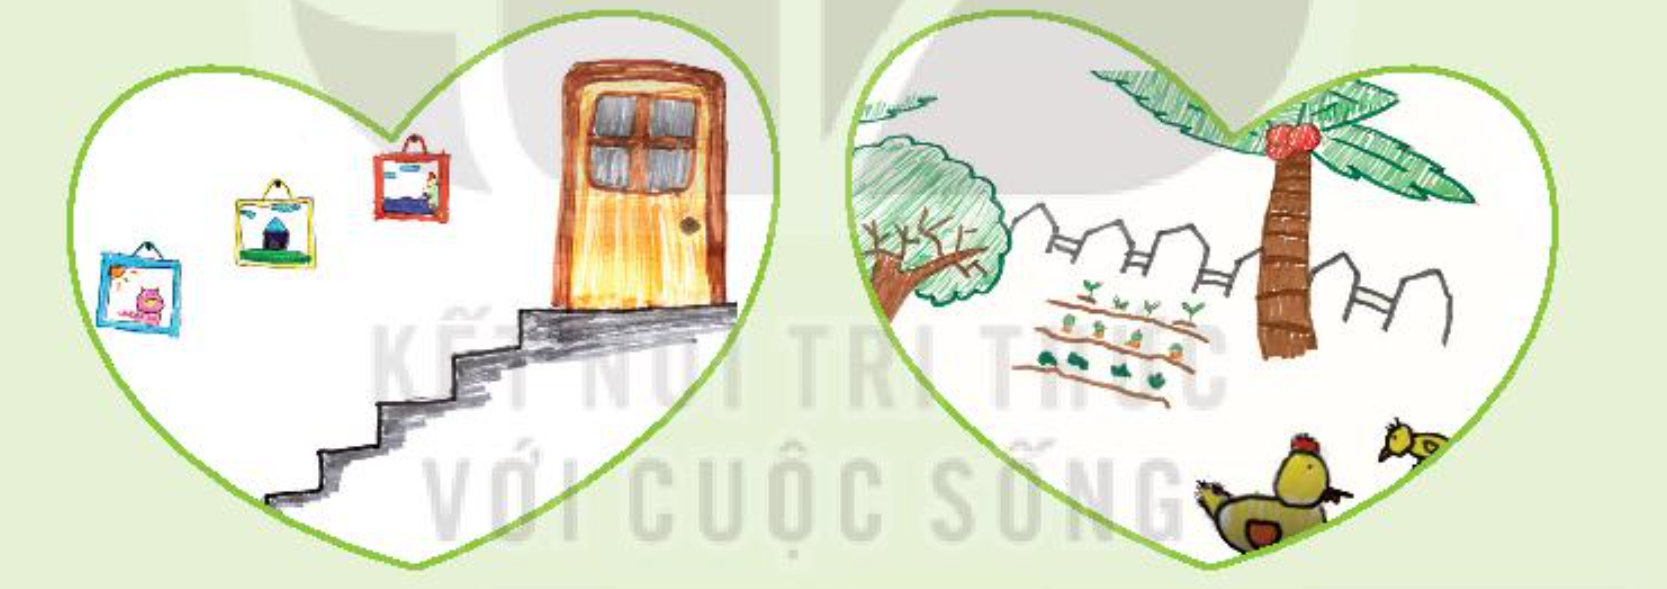 KẾT NỐI TRI THỨC
VỚI CUỘC SỐNG